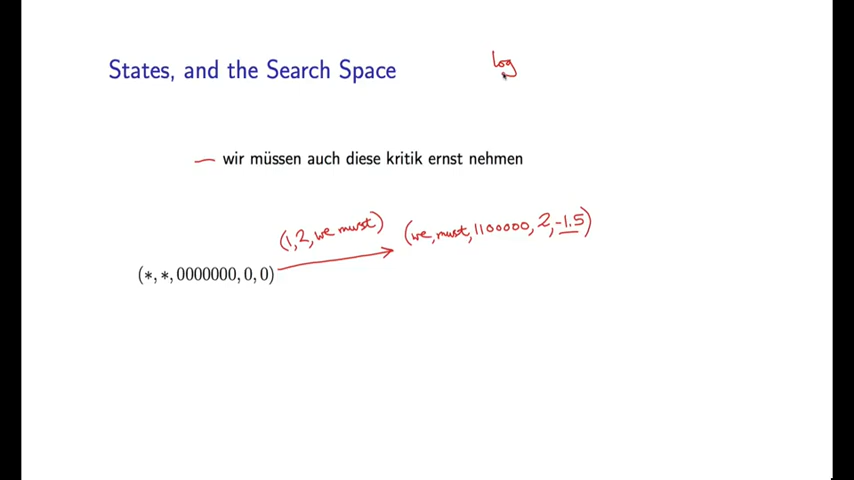 States, and the Search Space
log
wir müssen auch diese kritik ernst nehmen
(1,2, we must)
(we, must, 1100000, 2, -1.5)
(*, *, 0000000, 0, 0)